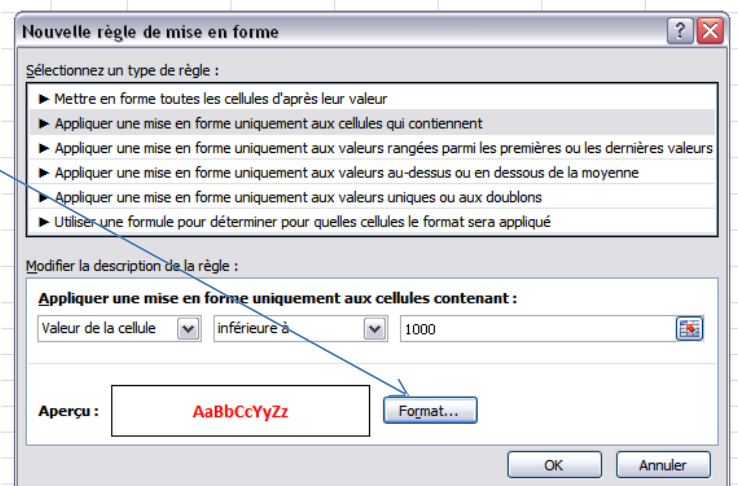 Nouvelle règle de mise en forme
Sélectionnez un type de règle :
► Mettre en forme toutes les cellules d'après leur valeur
► Appliquer une mise en forme uniquement aux cellules qui contiennent
► Appliquer une mise en forme uniquement aux valeurs rangées parmi les premières ou les dernières valeurs
► Appliquer une mise en forme uniquement aux valeurs au-dessus ou en dessous de la moyenne
► Appliquer une mise en forme uniquement aux valeurs uniques ou aux doublons
► Utiliser une formule pour déterminer pour quelles cellules le format sera appliqué
Modifier la description de la règle :
Appliquer une mise en forme uniquement aux cellules contenant :
Valeur de la cellule inférieure à 1000
Aperçu : AaBbCcYyZz Format...
OK Annuler